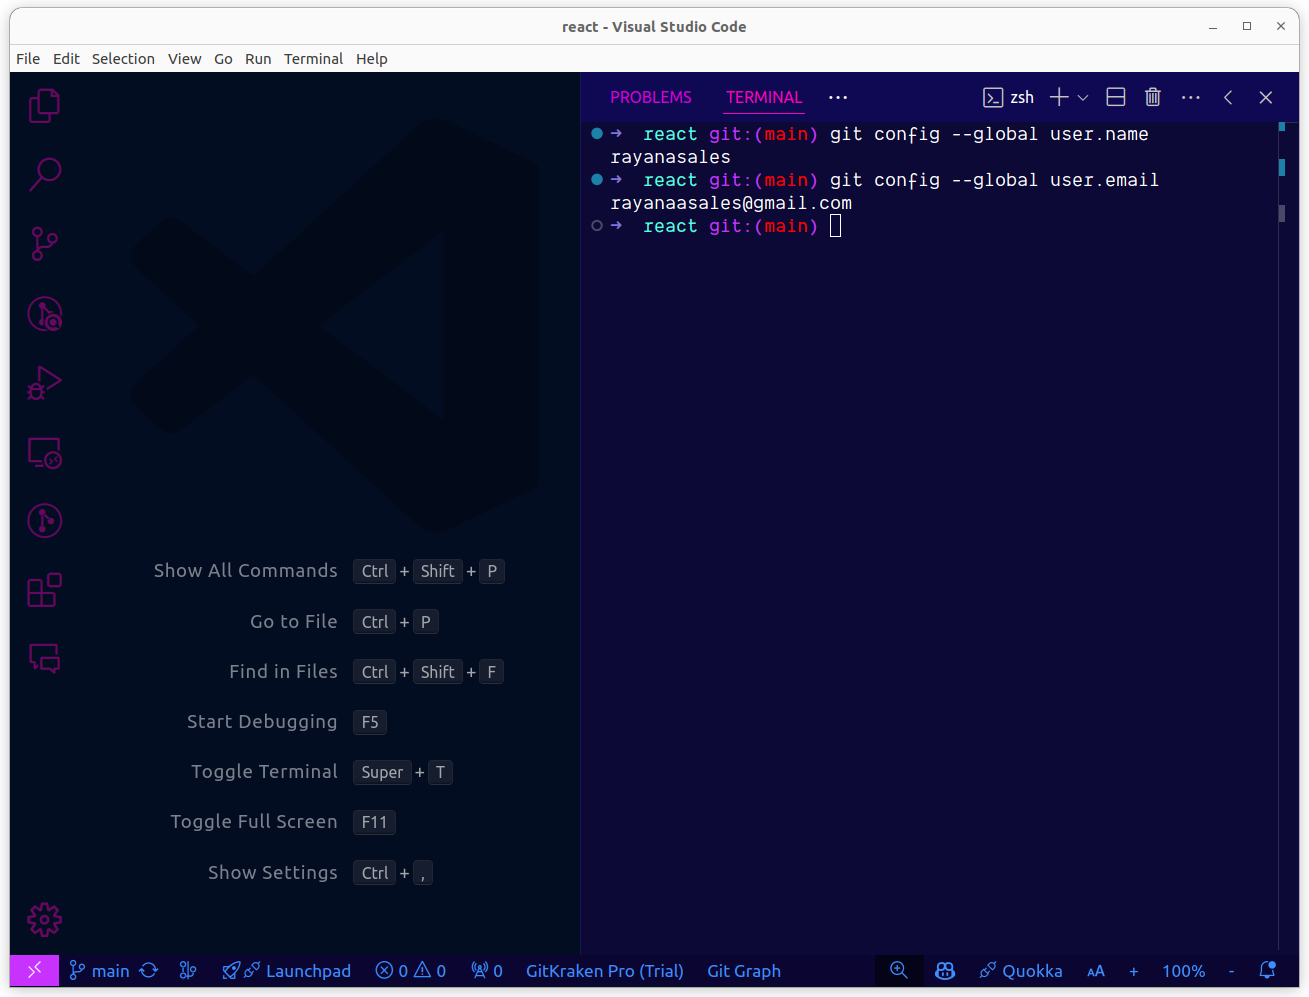 react - Visual Studio Code
File Edit Selection View Go Run Terminal Help
PROBLEMS TERMINAL ··· zsh
➜ react git:(main) git config --global user.name
rayanasales
➜ react git:(main) git config --global user.email
rayanaasales@gmail.com
➜ react git:(main)
Show All Commands Ctrl + Shift + P
Go to File Ctrl + P
Find in Files Ctrl + Shift + F
Start Debugging F5
Toggle Terminal Super + T
Toggle Full Screen F11
Show Settings Ctrl + ,
main Launchpad 0 0 0 GitKraken Pro (Trial) Git Graph Quokka AA + 100% -